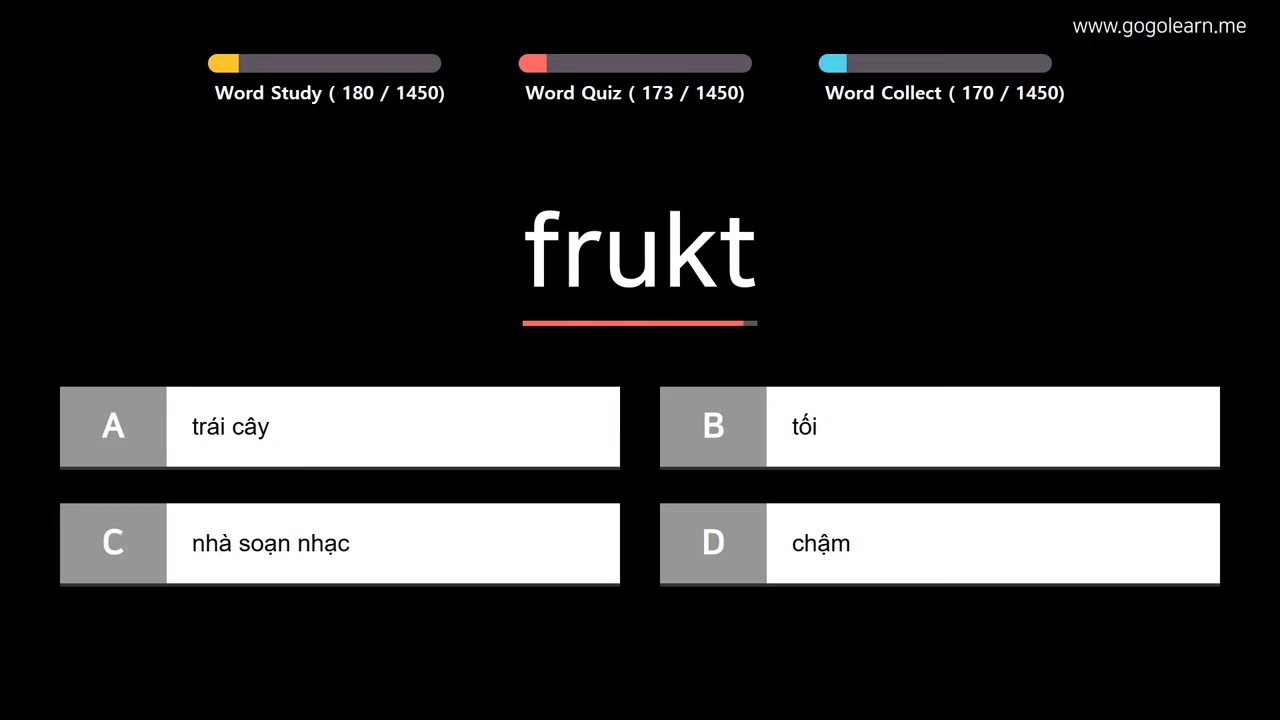 www.gogolearn.me
Word Study ( 180 / 1450)
Word Quiz ( 173 / 1450)
Word Collect ( 170 / 1450)
frukt
A
trái cây
B
tối
C
nhà soạn nhạc
D
chậm